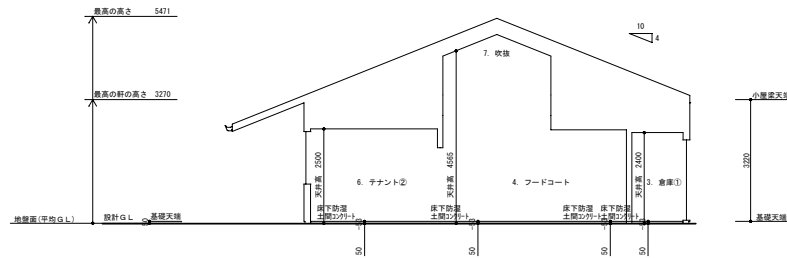 最高の高さ 5471
10
4
7. 吹抜
最高の軒の高さ 3270
小屋梁天端
天井高 2500
天井高 4565
天井高 2400
3220
6. テナント②
4. フードコート
3. 倉庫①
床下防湿
土間コンクリート
床下防湿
土間コンクリート
床下防湿
土間コンクリート
床下防湿
土間コンクリート
地盤面(平均GL)
設計GL
基礎天端
基礎天端
50
50
50
50
50